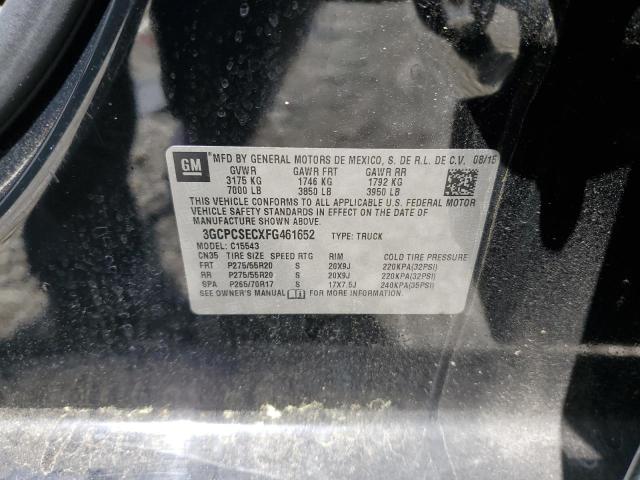 GM
MFD BY GENERAL MOTORS DE MEXICO, S. DE R.L. DE C.V. 08/15
GVWR GAWR FRT GAWR RR
3175 KG 1746 KG 1792 KG
7000 LB 3850 LB 3950 LB
THIS VEHICLE CONFORMS TO ALL APPLICABLE U.S. FEDERAL MOTOR
VEHICLE SAFETY STANDARDS IN EFFECT ON THE DATE OF
MANUFACTURE SHOWN ABOVE.
3GCPCSECXFG461652 TYPE: TRUCK
MODEL: C15543
CN35 TIRE SIZE SPEED RTG RIM COLD TIRE PRESSURE
FRT P275/55R20 S 20X9J 220KPA(32PSI)
RR P275/55R20 S 20X9J 220KPA(32PSI)
SPA P265/70R17 S 17X7.5J 240KPA(35PSI)
SEE OWNER'S MANUAL FOR MORE INFORMATION.